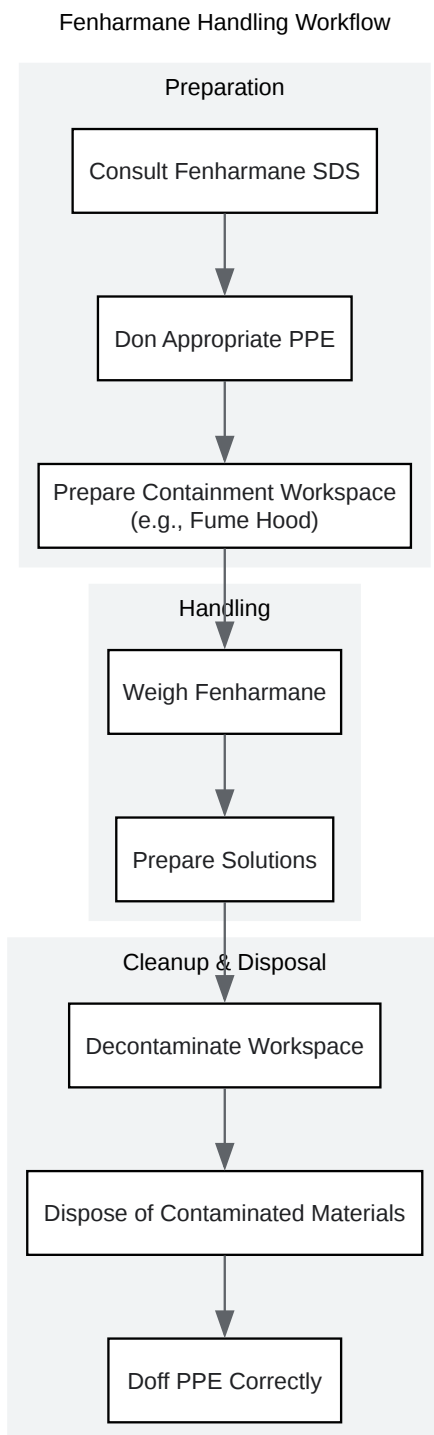 Fenharmane Handling Workflow
Preparation
Consult Fenharmane SDS
Don Appropriate PPE
Prepare Containment Workspace
(e.g., Fume Hood)
Handling
Weigh Fenharmane
Prepare Solutions
Cleanup & Disposal
Decontaminate Workspace
Dispose of Contaminated Materials
Doff PPE Correctly